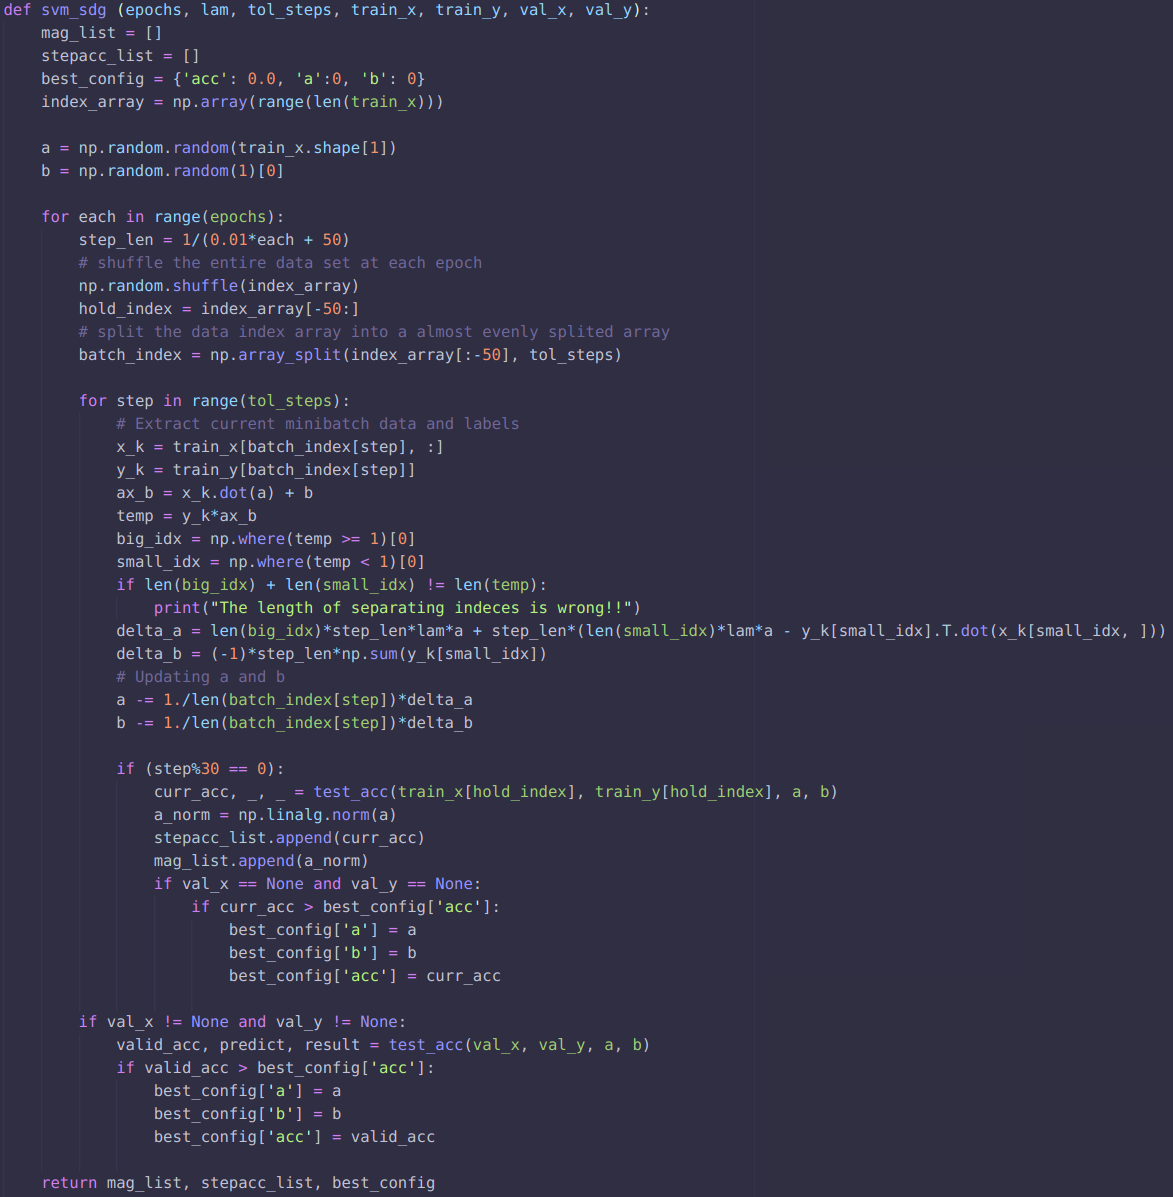 def svm_sdg (epochs, lam, tol_steps, train_x, train_y, val_x, val_y):
    mag_list = []
    stepacc_list = []
    best_config = {'acc': 0.0, 'a':0, 'b': 0}
    index_array = np.array(range(len(train_x)))

    a = np.random.random(train_x.shape[1])
    b = np.random.random(1)[0]

    for each in range(epochs):
        step_len = 1/(0.01*each + 50)
        # shuffle the entire data set at each epoch
        np.random.shuffle(index_array)
        hold_index = index_array[-50:]
        # split the data index array into a almost evenly splited array
        batch_index = np.array_split(index_array[:-50], tol_steps)

        for step in range(tol_steps):
            # Extract current minibatch data and labels
            x_k = train_x[batch_index[step], :]
            y_k = train_y[batch_index[step]]
            ax_b = x_k.dot(a) + b
            temp = y_k*ax_b
            big_idx = np.where(temp >= 1)[0]
            small_idx = np.where(temp < 1)[0]
            if len(big_idx) + len(small_idx) != len(temp):
                print("The length of separating indeces is wrong!!")
            delta_a = len(big_idx)*step_len*lam*a + step_len*(len(small_idx)*lam*a - y_k[small_idx].T.dot(x_k[small_idx, ]))
            delta_b = (-1)*step_len*np.sum(y_k[small_idx])
            # Updating a and b
            a -= 1./len(batch_index[step])*delta_a
            b -= 1./len(batch_index[step])*delta_b

            if (step%30 == 0):
                curr_acc, _, _ = test_acc(train_x[hold_index], train_y[hold_index], a, b)
                a_norm = np.linalg.norm(a)
                stepacc_list.append(curr_acc)
                mag_list.append(a_norm)
                if val_x == None and val_y == None:
                    if curr_acc > best_config['acc']:
                        best_config['a'] = a
                        best_config['b'] = b
                        best_config['acc'] = curr_acc

        if val_x != None and val_y != None:
            valid_acc, predict, result = test_acc(val_x, val_y, a, b)
            if valid_acc > best_config['acc']:
                best_config['a'] = a
                best_config['b'] = b
                best_config['acc'] = valid_acc

    return mag_list, stepacc_list, best_config